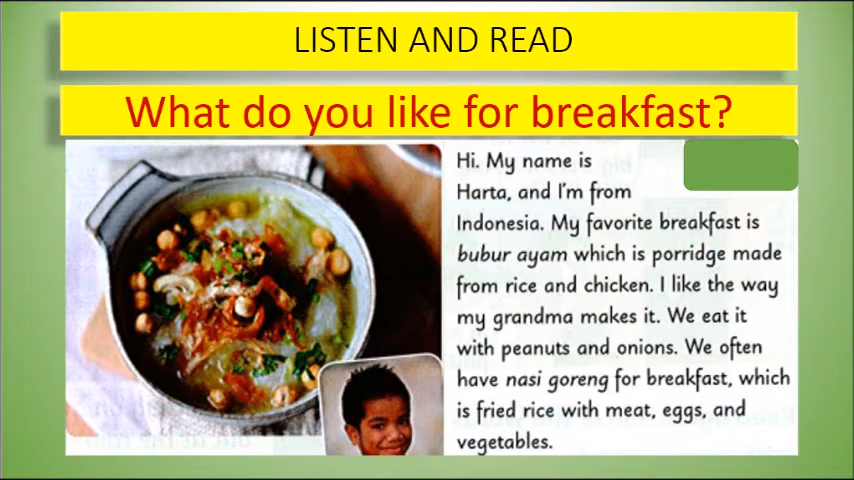 LISTEN AND READ
What do you like for breakfast?
Hi. My name is
Harta, and I'm from
Indonesia. My favorite breakfast is
bubur ayam which is porridge made
from rice and chicken. I like the way
my grandma makes it. We eat it
with peanuts and onions. We often
have nasi goreng for breakfast, which
is fried rice with meat, eggs, and
vegetables.